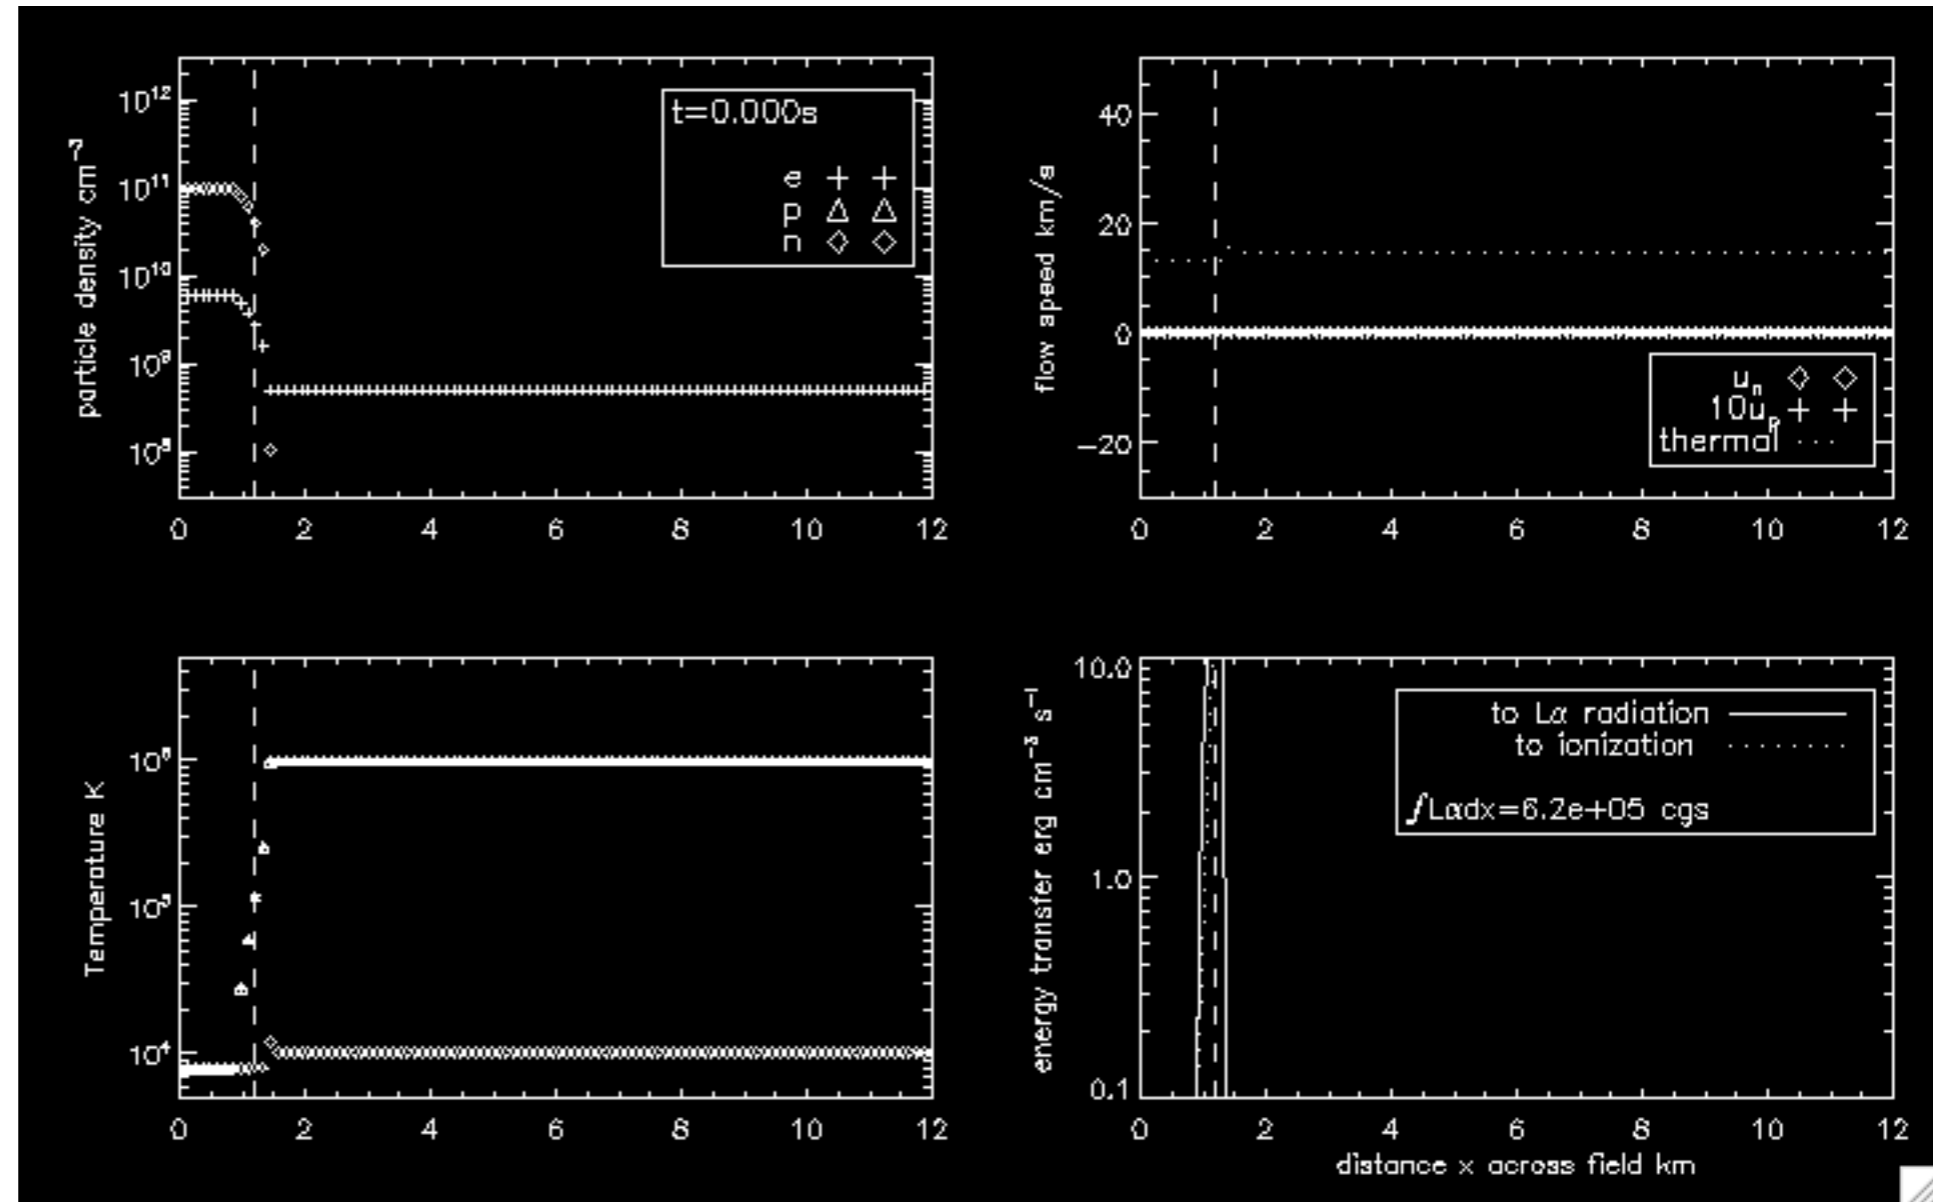 particle density cm⁻³
10¹²
10¹¹
10¹⁰
10⁹
10⁸
t=0.000s
e + +
p △ △
n ◇ ◇
0 2 4 6 8 10 12
flow speed km/s
40
20
0
−20
uₙ ◇ ◇
10uₚ + +
thermal ···
0 2 4 6 8 10 12
Temperature K
10⁶
10⁵
10⁴
0 2 4 6 8 10 12
energy transfer erg cm⁻³ s⁻¹
10.0
1.0
0.1
to Lα radiation
to ionization
∫Lαdx=6.2e+05 cgs
0 2 4 6 8 10 12
distance x across field km